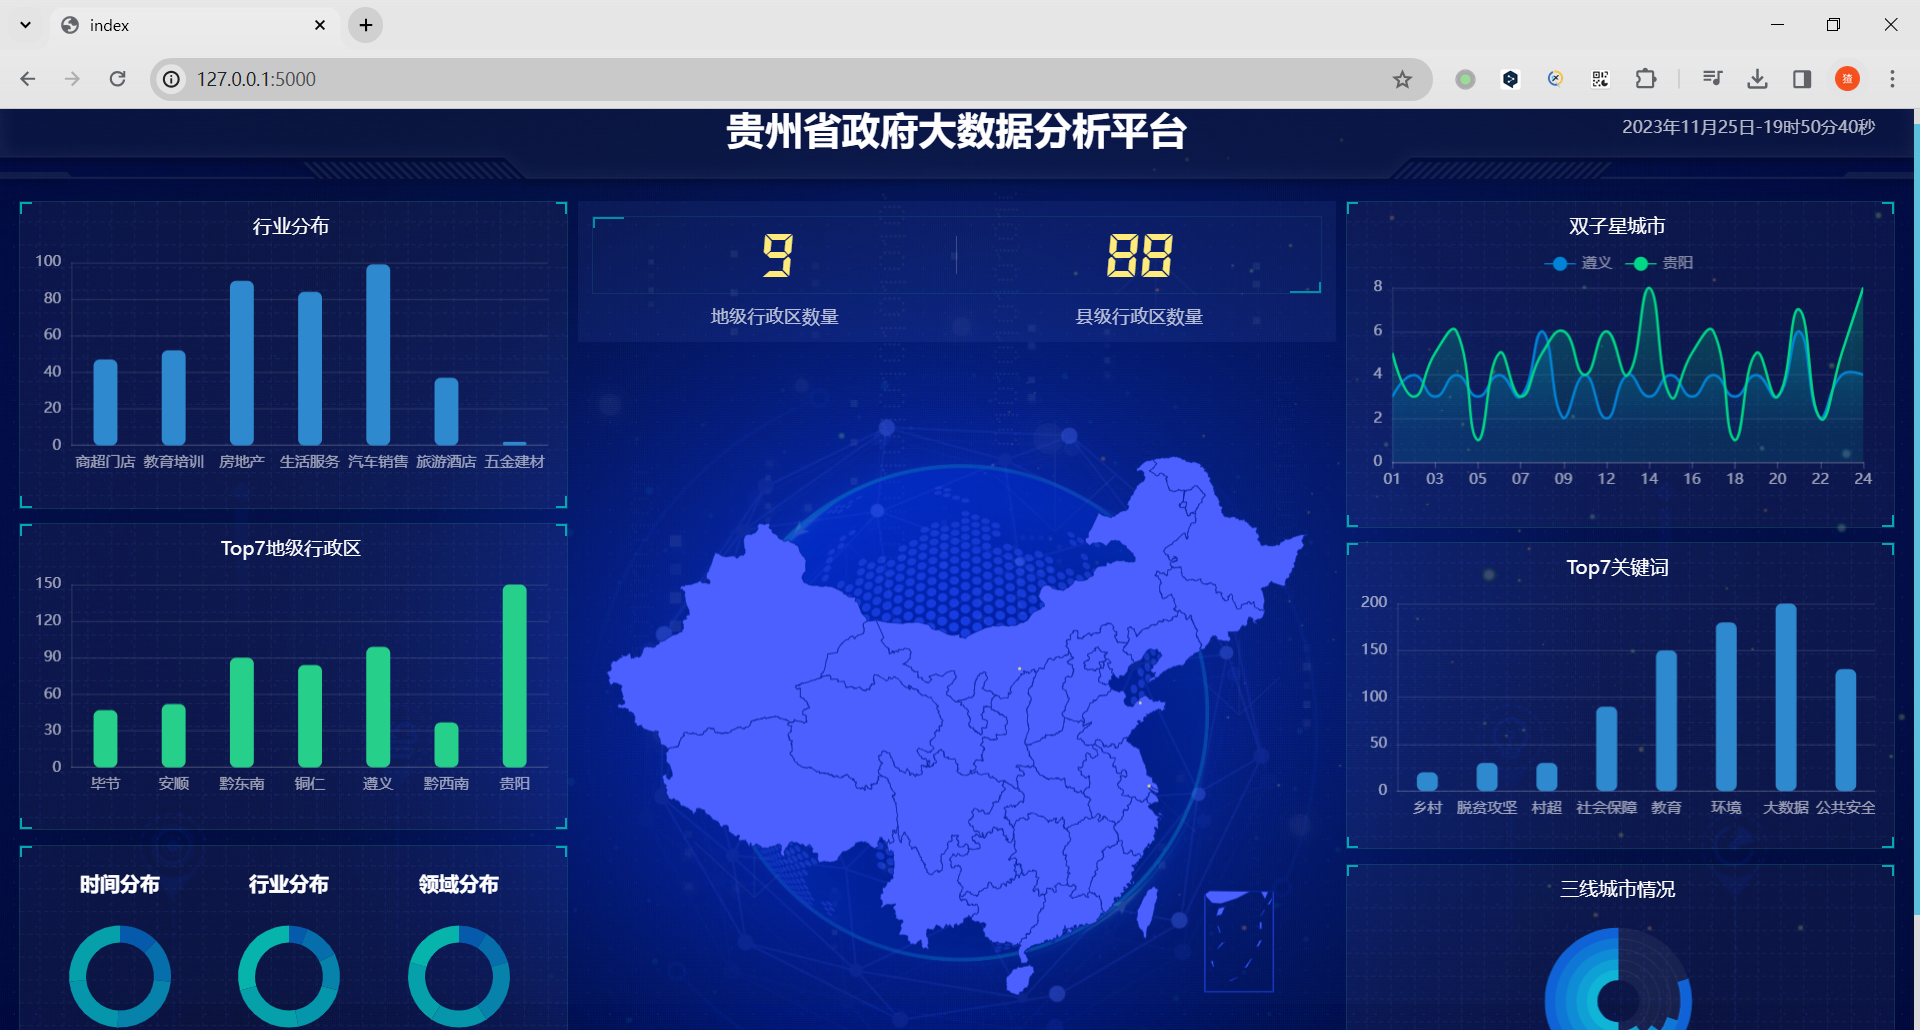 index
127.0.0.1:5000
猿
贵州省政府大数据分析平台
2023年11月25日-19时50分40秒
行业分布
100
80
60
40
20
0
商超门店 教育培训 房地产 生活服务 汽车销售 旅游酒店 五金建材
Top7地级行政区
150
120
90
60
30
0
毕节 安顺 黔东南 铜仁 遵义 黔西南 贵阳
时间分布 行业分布 领域分布
9 88
地级行政区数量 县级行政区数量
双子星城市
遵义 贵阳
8
6
4
2
0
01 03 05 07 09 12 14 16 18 20 22 24
Top7关键词
200
150
100
50
0
乡村 脱贫攻坚 村超 社会保障 教育 环境 大数据 公共安全
三线城市情况